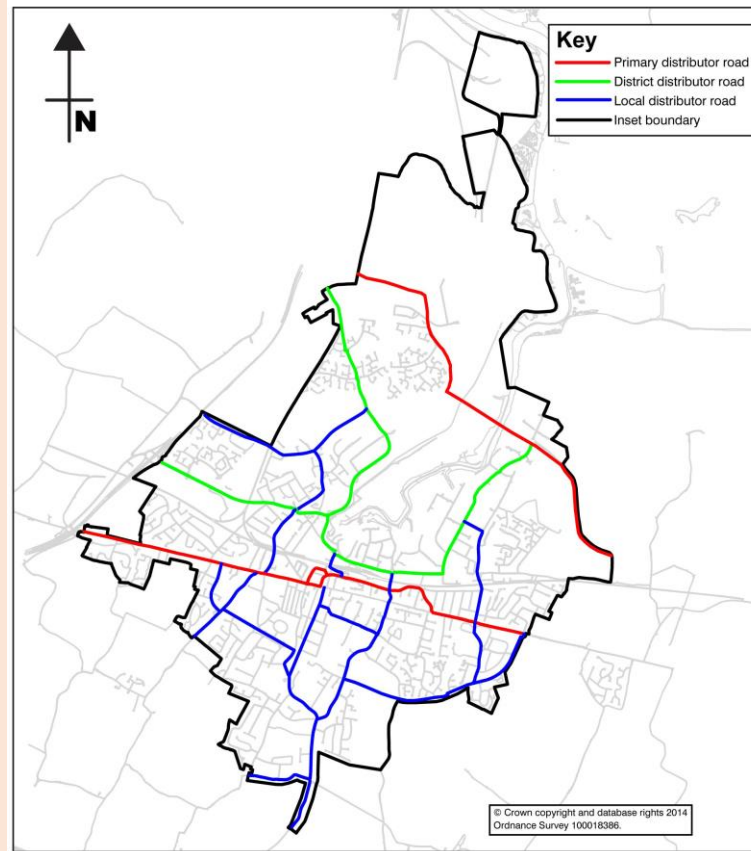 Key
Primary distributor road
District distributor road
Local distributor road
Inset boundary
N
© Crown copyright and database rights 2014
Ordnance Survey 100018386.